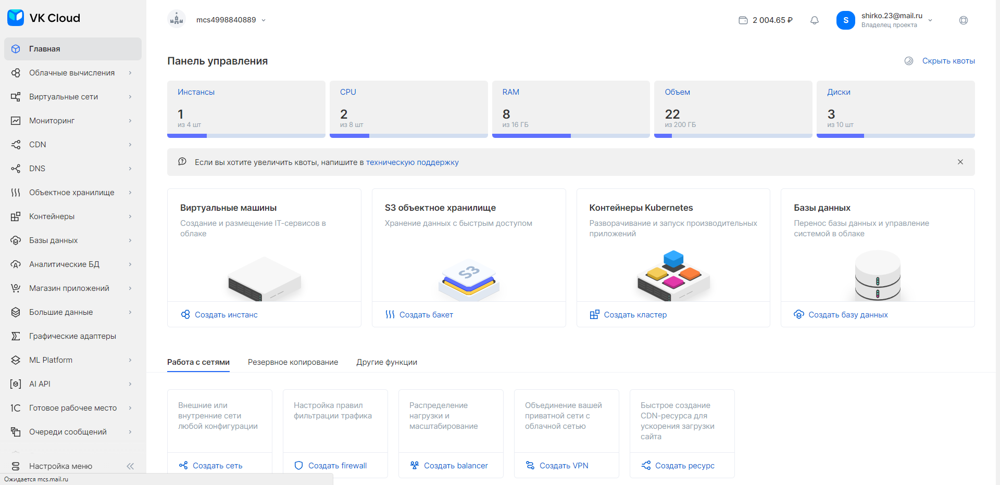 VK Cloud
mcs4998840889
2 004.65 ₽
S
shirko.23@mail.ru
Владелец проекта
Главная
Облачные вычисления
Виртуальные сети
Мониторинг
CDN
DNS
Объектное хранилище
Контейнеры
Базы данных
Аналитические БД
Магазин приложений
Большие данные
Графические адаптеры
ML Platform
AI API
1C Готовое рабочее место
Очереди сообщений
Настройка меню
Ожидается mcs.mail.ru
Панель управления
Скрыть квоты
Инстансы
1
из 4 шт
CPU
2
из 8 шт
RAM
8
из 16 ГБ
Объем
22
из 200 ГБ
Диски
3
из 10 шт
Если вы хотите увеличить квоты, напишите в техническую поддержку
Виртуальные машины
Создание и размещение IT-сервисов в
облаке
Создать инстанс
S3 объектное хранилище
Хранение данных с быстрым доступом
S3
Создать бакет
Контейнеры Kubernetes
Разворачивание и запуск производительных
приложений
Создать кластер
Базы данных
Перенос базы данных и управление
системой в облаке
Создать базу данных
Работа с сетями
Резервное копирование
Другие функции
Внешние или
внутренние сети
любой конфигурации
Создать сеть
Настройка правил
фильтрации трафика
Создать firewall
Распределение
нагрузки и
масштабирование
Создать balancer
Объединение вашей
приватной сети с
облачной сетью
Создать VPN
Быстрое создание
CDN-ресурса для
ускорения загрузки
сайта
Создать ресурс